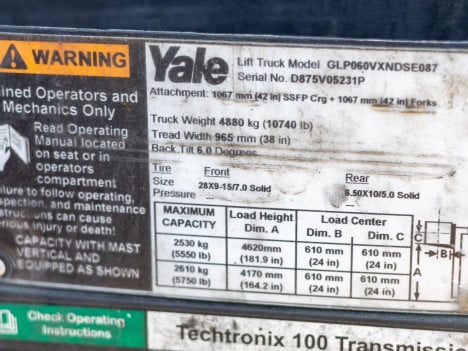 WARNING
ined Operators and
Mechanics Only
Read Operating
Manual located
on seat or in
operators
compartment
failure to follow operating,
spection, and maintenance
structions can cause
rious injury or death!
CAPACITY WITH MAST
VERTICAL AND
EQUIPPED AS SHOWN
Check Operating
Instructions
Yale
Lift Truck Model GLP060VXNDSE087
Serial No. D875V05231P
Attachment: 1067 mm (42 in) SSFP Crg + 1067 mm (42 in) Forks
Truck Weight 4880 kg (10740 lb)
Tread Width 965 mm (38 in)
Back Tilt 6.0 Degrees
Tire Front Rear
Size 28X9-15/7.0 Solid 6.50X10/5.0 Solid
Pressure
MAXIMUM CAPACITY Load Height Dim. A Load Center Dim. B Dim. C
2530 kg (5550 lb) 4620mm (181.9 in) 610 mm (24 in) 610 mm (24 in)
2610 kg (5750 lb) 4170 mm (164.2 in) 610 mm (24 in) 610 mm (24 in)
C
B
A
Techtronix 100 Transmissi